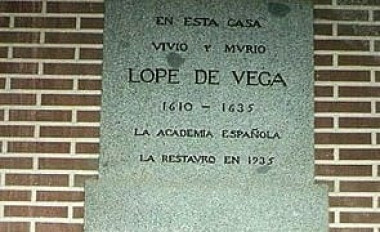 EN ESTA CASA
VIVIO Y MVRIO
LOPE DE VEGA
1610 - 1635
LA ACADEMIA ESPAÑOLA
LA RESTAVRO EN 1935